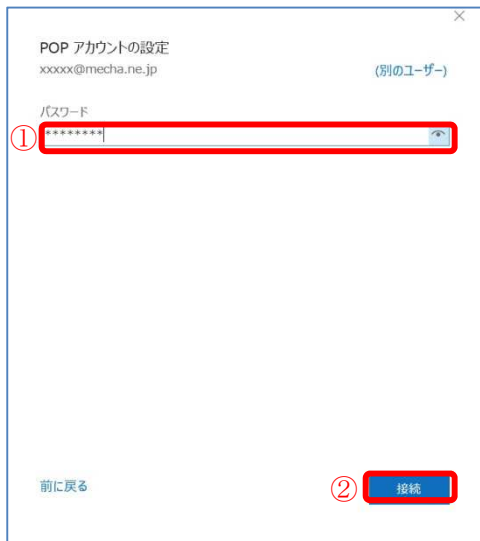 ×
POP アカウントの設定
xxxxx@mecha.ne.jp (別のユーザー)
パスワード
① ********
前に戻る ② 接続